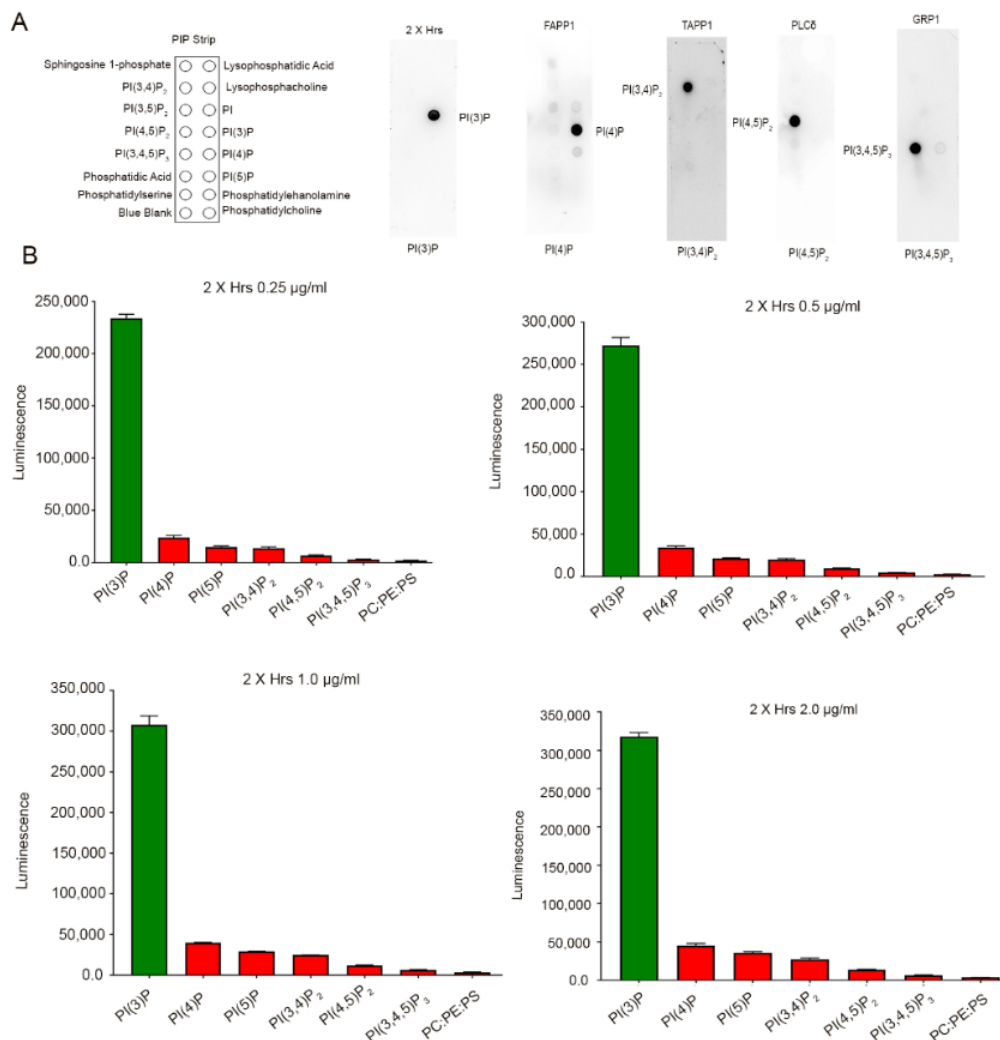 A
PIP Strip
Sphingosine 1-phosphate
Lysophosphatidic Acid
PI(3,4)P2
Lysophosphacholine
PI(3,5)P2
PI
PI(4,5)P2
PI(3)P
PI(3,4,5)P3
PI(4)P
Phosphatidic Acid
PI(5)P
Phosphatidylserine
Phosphatidylehanolamine
Blue Blank
Phosphatidylcholine
2 X Hrs
PI(3)P
PI(3)P
FAPP1
PI(4)P
PI(4)P
TAPP1
PI(3,4)P2
PI(3,4)P2
PLCδ
PI(4,5)P2
PI(4,5)P2
GRP1
PI(3,4,5)P3
PI(3,4,5)P3
B
2 X Hrs 0.25 µg/ml
Luminescence
250,000
200,000
150,000
100,000
50,000
0.0
PI(3)P
PI(4)P
PI(5)P
PI(3,4)P2
PI(4,5)P2
PI(3,4,5)P3
PC:PE:PS
2 X Hrs 0.5 µg/ml
Luminescence
300,000
250,000
200,000
150,000
100,000
50,000
0.0
PI(3)P
PI(4)P
PI(5)P
PI(3,4)P2
PI(4,5)P2
PI(3,4,5)P3
PC:PE:PS
2 X Hrs 1.0 µg/ml
Luminescence
350,000
300,000
250,000
200,000
150,000
100,000
50,000
0.0
PI(3)P
PI(4)P
PI(5)P
PI(3,4)P2
PI(4,5)P2
PI(3,4,5)P3
PC:PE:PS
2 X Hrs 2.0 µg/ml
Luminescence
350,000
300,000
250,000
200,000
150,000
100,000
50,000
0.0
PI(3)P
PI(4)P
PI(5)P
PI(3,4)P2
PI(4,5)P2
PI(3,4,5)P3
PC:PE:PS